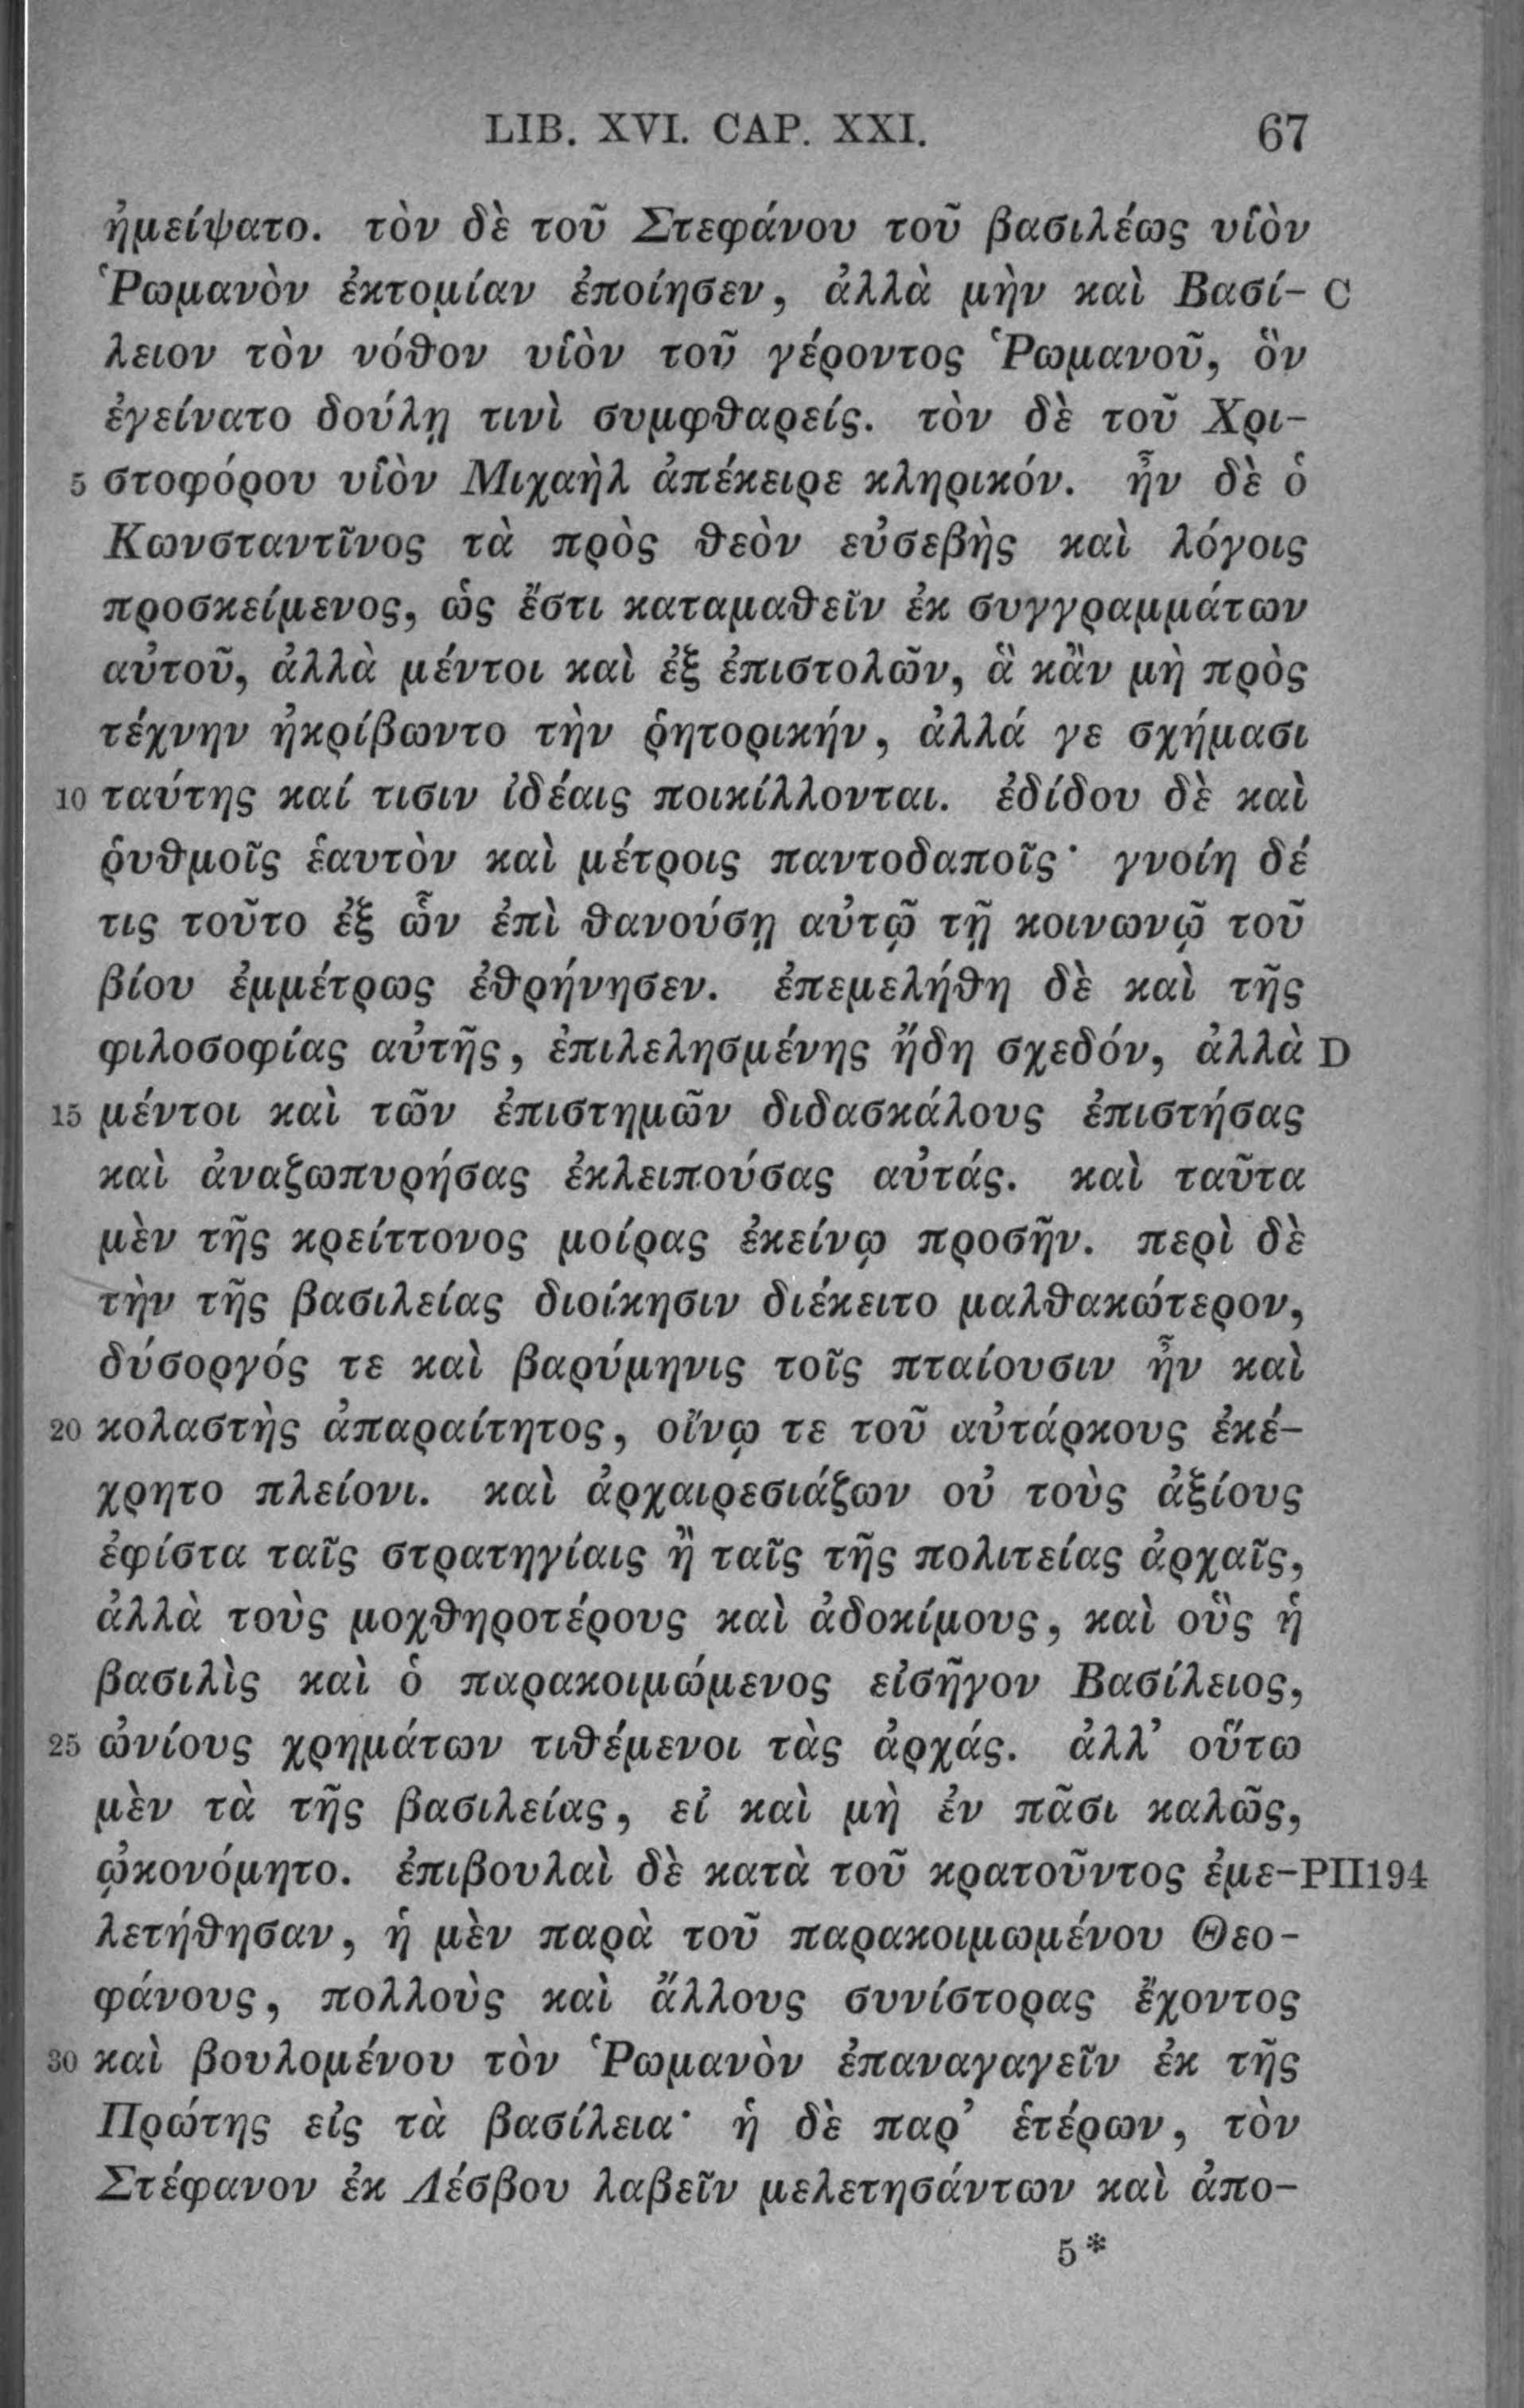 LIB. XVI. CAP. XXI. 67
ἠμείψατο. τὸν δὲ τοῦ Στεφάνου τοῦ βασιλέως υἱὸν
Ῥωμανὸν ἐκτομίαν ἐποίησεν, ἀλλὰ μὴν καὶ Βασί- C
λειον τὸν νόθον υἱὸν τοῦ γέροντος Ῥωμανοῦ, ὃν
ἐγείνατο δούλῃ τινὶ συμφθαρείς. τὸν δὲ τοῦ Χρι-
5 στοφόρου υἱὸν Μιχαὴλ ἀπέκειρε κληρικόν. ἦν δὲ ὁ
Κωνσταντῖνος τὰ πρὸς θεὸν εὐσεβὴς καὶ λόγοις
προσκείμενος, ὡς ἔστι καταμαθεῖν ἐκ συγγραμμάτων
αὐτοῦ, ἀλλὰ μέντοι καὶ ἐξ ἐπιστολῶν, ἃ κἂν μὴ πρὸς
τέχνην ἠκρίβωντο τὴν ῥητορικήν, ἀλλά γε σχήμασι
10 ταύτης καί τισιν ἰδέαις ποικίλλονται. ἐδίδου δὲ καὶ
ῥυθμοῖς ἑαυτὸν καὶ μέτροις παντοδαποῖς· γνοίη δέ
τις τοῦτο ἐξ ὧν ἐπὶ θανούσῃ αὐτῷ τῇ κοινωνῷ τοῦ
βίου ἐμμέτρως ἐθρήνησεν. ἐπεμελήθη δὲ καὶ τῆς
φιλοσοφίας αὐτῆς, ἐπιλελησμένης ἤδη σχεδόν, ἀλλὰ D
15 μέντοι καὶ τῶν ἐπιστημῶν διδασκάλους ἐπιστήσας
καὶ ἀναζωπυρήσας ἐκλειπούσας αὐτάς. καὶ ταῦτα
μὲν τῆς κρείττονος μοίρας ἐκείνῳ προσῆν. περὶ δὲ
τὴν τῆς βασιλείας διοίκησιν διέκειτο μαλθακώτερον,
δύσοργός τε καὶ βαρύμηνις τοῖς πταίουσιν ἦν καὶ
20 κολαστὴς ἀπαραίτητος, οἴνῳ τε τοῦ αὐτάρκους ἐκέ-
χρητο πλείονι. καὶ ἀρχαιρεσιάζων οὐ τοὺς ἀξίους
ἐφίστα ταῖς στρατηγίαις ἢ ταῖς τῆς πολιτείας ἀρχαῖς,
ἀλλὰ τοὺς μοχθηροτέρους καὶ ἀδοκίμους, καὶ οὓς ἡ
βασιλὶς καὶ ὁ παρακοιμώμενος εἰσῆγον Βασίλειος,
25 ὠνίους χρημάτων τιθέμενοι τὰς ἀρχάς. ἀλλ’ οὕτω
μὲν τὰ τῆς βασιλείας, εἰ καὶ μὴ ἐν πᾶσι καλῶς,
ᾠκονόμητο. ἐπιβουλαὶ δὲ κατὰ τοῦ κρατοῦντος ἐμε- PII194
λετήθησαν, ἡ μὲν παρὰ τοῦ παρακοιμωμένου Θεο-
φάνους, πολλοὺς καὶ ἄλλους συνίστορας ἔχοντος
30 καὶ βουλομένου τὸν Ῥωμανὸν ἐπαναγαγεῖν ἐκ τῆς
Πρώτης εἰς τὰ βασίλεια· ἡ δὲ παρ’ ἑτέρων, τὸν
Στέφανον ἐκ Λέσβου λαβεῖν μελετησάντων καὶ ἀπο-
5*